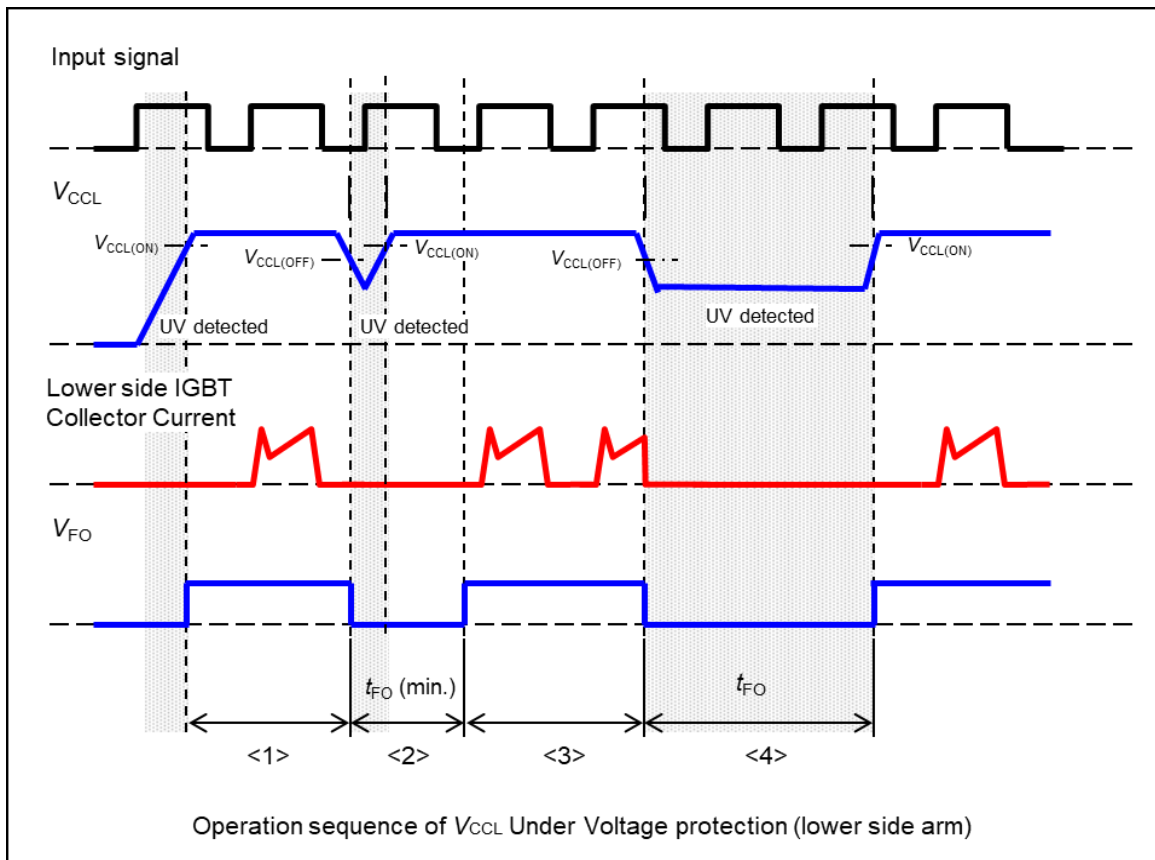 Input signal
VCCL
VCCL(ON)
VCCL(OFF)
VCCL(ON)
VCCL(OFF)
VCCL(ON)
UV detected
UV detected
UV detected
Lower side IGBT
Collector Current
VFO
tFO (min.)
tFO
<1>
<2>
<3>
<4>
Operation sequence of VCCL Under Voltage protection (lower side arm)